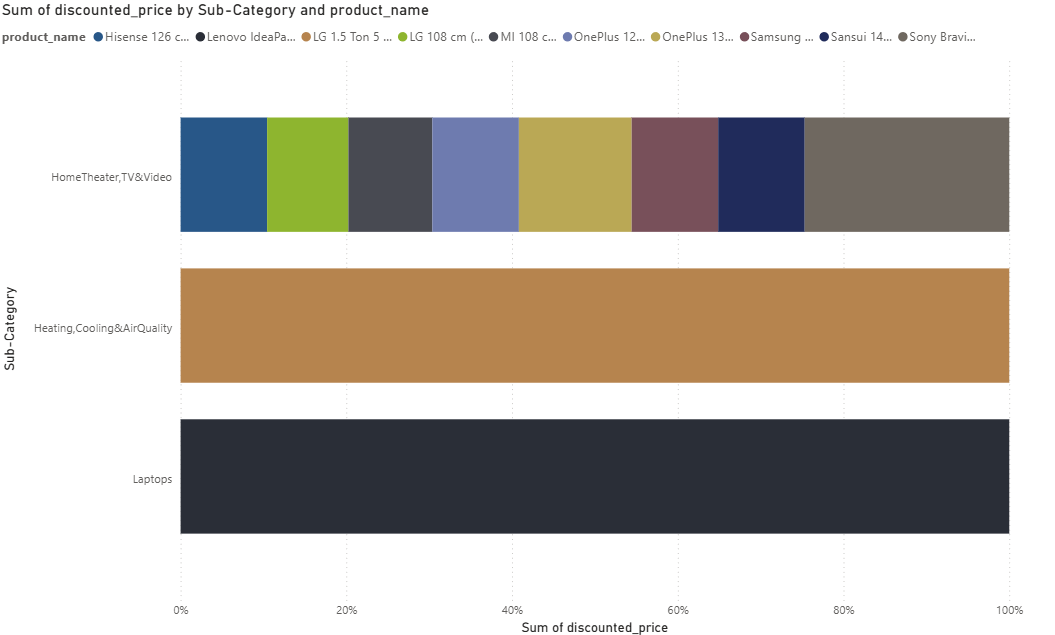 Sum of discounted_price by Sub-Category and product_name
product_name Hisense 126 c... Lenovo IdeaPa... LG 1.5 Ton 5 ... LG 108 cm (... MI 108 c... OnePlus 12... OnePlus 13... Samsung ... Sansui 14... Sony Bravi...
HomeTheater,TV&Video
Heating,Cooling&AirQuality
Laptops
Sub-Category
0% 20% 40% 60% 80% 100%
Sum of discounted_price